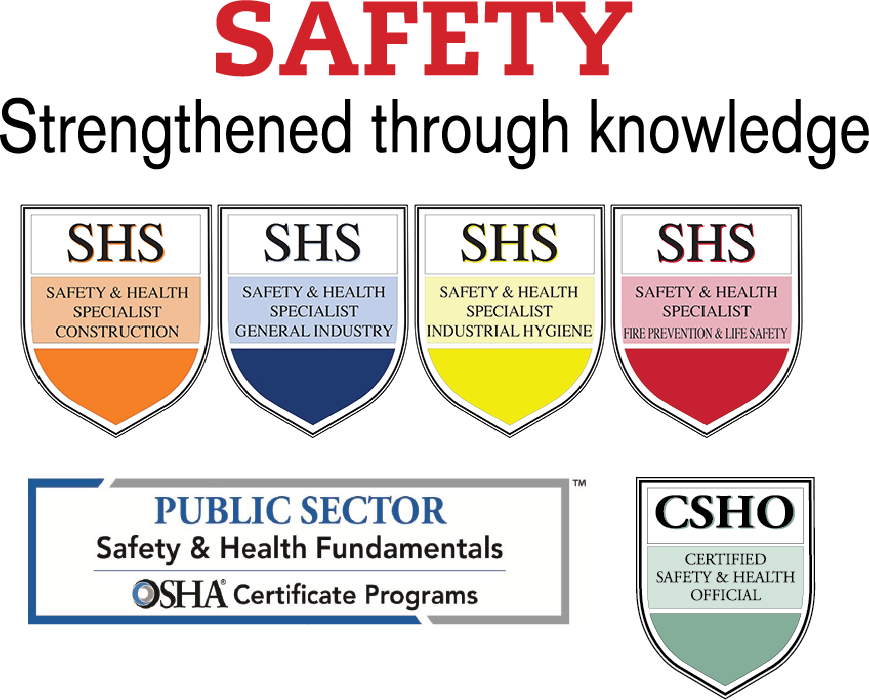 SAFETY
Strengthened through knowledge
SHS
SAFETY & HEALTH
SPECIALIST
CONSTRUCTION
SHS
SAFETY & HEALTH
SPECIALIST
GENERAL INDUSTRY
SHS
SAFETY & HEALTH
SPECIALIST
INDUSTRIAL HYGIENE
SHS
SAFETY & HEALTH
SPECIALIST
FIRE PREVENTION & LIFE SAFETY
PUBLIC SECTOR ™
Safety & Health Fundamentals
OSHA® Certificate Programs
CSHO
CERTIFIED
SAFETY & HEALTH
OFFICIAL